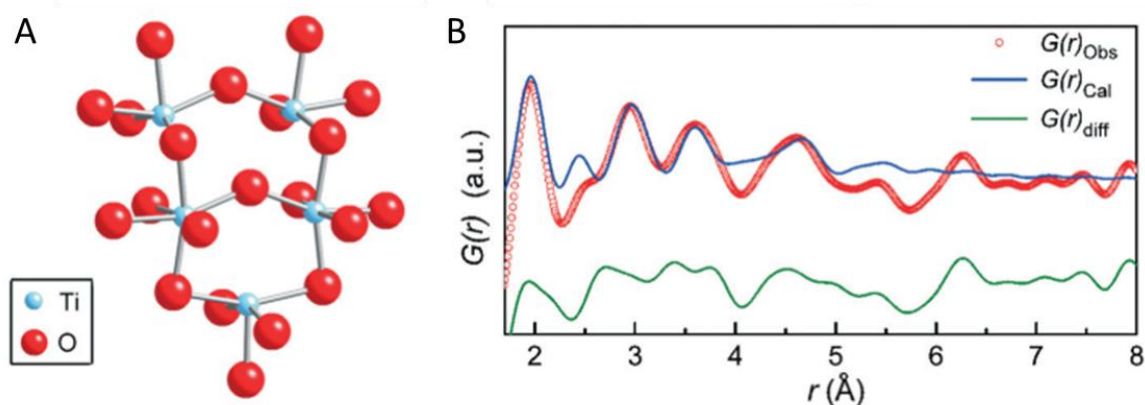 A
Ti
O
B
G(r)Obs
G(r)Cal
G(r)diff
G(r) (a.u.)
2 3 4 5 6 7 8
r (Å)